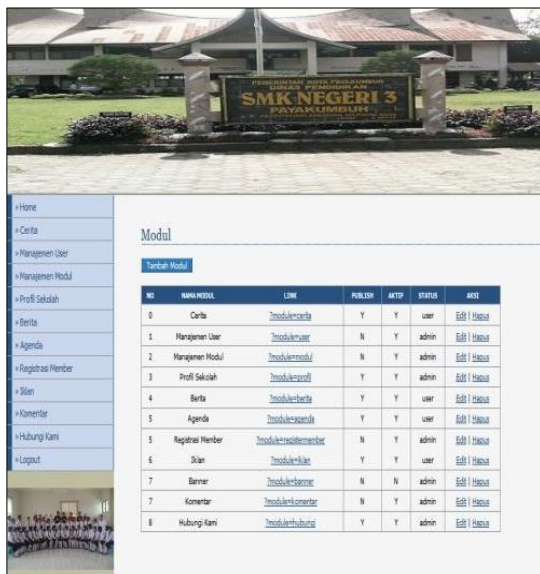 PEMERINTAH KOTA PAYAKUMBUH
DINAS PENDIDIKAN
SMK NEGERI 3
PAYAKUMBUH
» Home
» Cerita
» Manajemen User
» Manajemen Modul
» Profil Sekolah
» Berita
» Agenda
» Registrasi Member
» Iklan
» Komentar
» Hubungi Kami
» Logout
Modul
Tambah Modul
NO NAMA MODUL LINK PUBLISH AKTIF STATUS AKSI
0 Cerita ?module=cerita Y Y user Edit | Hapus
1 Manajemen User ?module=user N Y admin Edit | Hapus
2 Manajemen Modul ?module=modul N Y admin Edit | Hapus
3 Profil Sekolah ?module=profil Y Y admin Edit | Hapus
4 Berita ?module=berita Y Y user Edit | Hapus
5 Agenda ?module=agenda Y Y user Edit | Hapus
5 Registrasi Member ?module=registermember N Y admin Edit | Hapus
6 Iklan ?module=iklan Y Y user Edit | Hapus
7 Banner ?module=banner N N admin Edit | Hapus
7 Komentar ?module=komentar N Y admin Edit | Hapus
8 Hubungi Kami ?module=hubungi Y Y admin Edit | Hapus